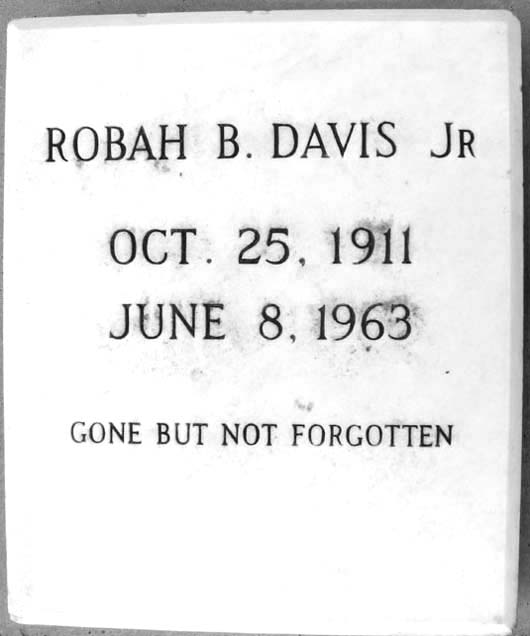 ROBAH B. DAVIS JR
OCT. 25, 1911
JUNE 8, 1963
GONE BUT NOT FORGOTTEN